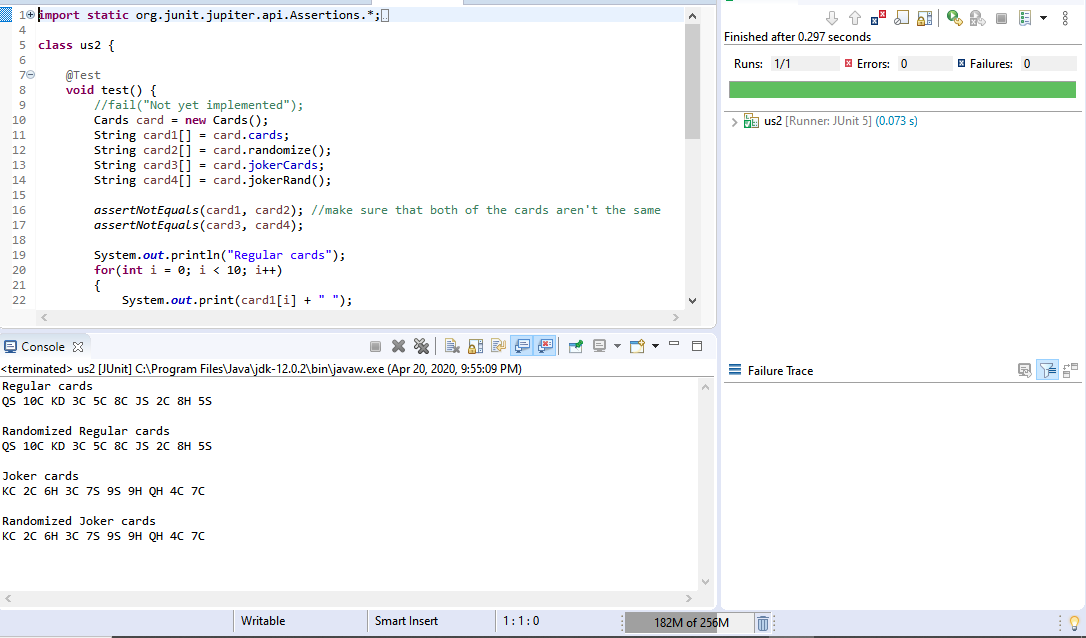 1 import static org.junit.jupiter.api.Assertions.*;
4
5 class us2 {
6
7 @Test
8 void test() {
9 //fail("Not yet implemented");
10 Cards card = new Cards();
11 String card1[] = card.cards;
12 String card2[] = card.randomize();
13 String card3[] = card.jokerCards;
14 String card4[] = card.jokerRand();
15
16 assertNotEquals(card1, card2); //make sure that both of the cards aren't the same
17 assertNotEquals(card3, card4);
18
19 System.out.println("Regular cards");
20 for(int i = 0; i < 10; i++)
21 {
22 System.out.print(card1[i] + " ");
Finished after 0.297 seconds
Runs: 1/1 Errors: 0 Failures: 0
us2 [Runner: JUnit 5] (0.073 s)
Failure Trace
Console
<terminated> us2 [JUnit] C:\Program Files\Java\jdk-12.0.2\bin\javaw.exe (Apr 20, 2020, 9:55:09 PM)
Regular cards
QS 10C KD 3C 5C 8C JS 2C 8H 5S
Randomized Regular cards
QS 10C KD 3C 5C 8C JS 2C 8H 5S
Joker cards
KC 2C 6H 3C 7S 9S 9H QH 4C 7C
Randomized Joker cards
KC 2C 6H 3C 7S 9S 9H QH 4C 7C
Writable Smart Insert 1 : 1 : 0 182M of 256M